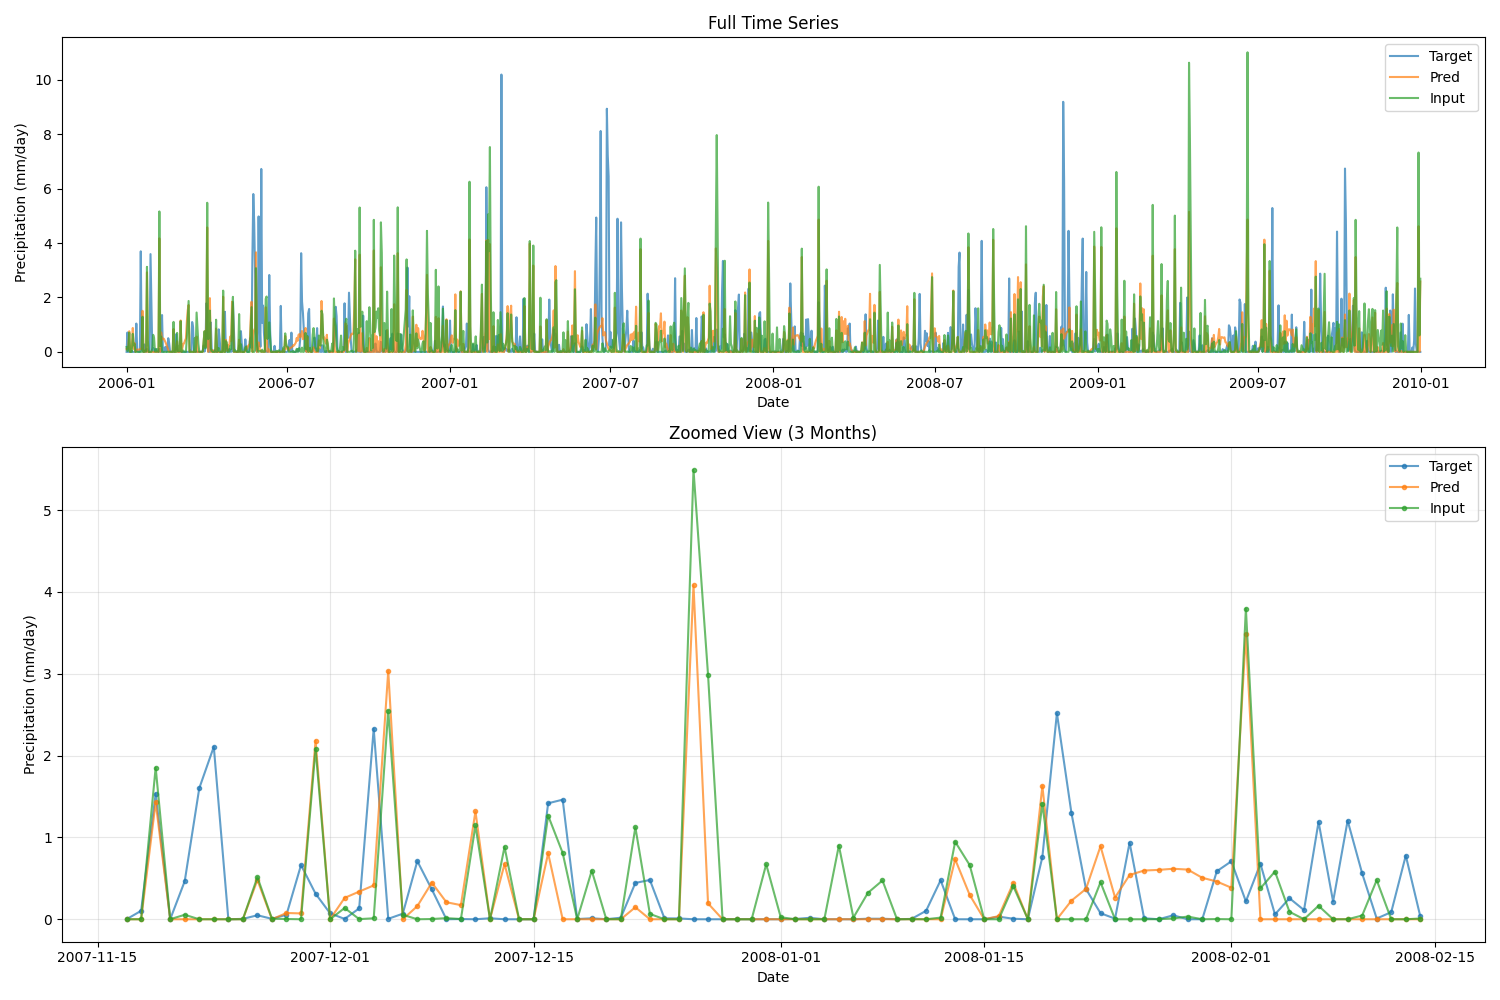 Full Time Series
Precipitation (mm/day)
10
8
6
4
2
0
Target
Pred
Input
2006-01 2006-07 2007-01 2007-07 2008-01 2008-07 2009-01 2009-07 2010-01
Date
Zoomed View (3 Months)
Precipitation (mm/day)
5
4
3
2
1
0
Target
Pred
Input
2007-11-15 2007-12-01 2007-12-15 2008-01-01 2008-01-15 2008-02-01 2008-02-15
Date